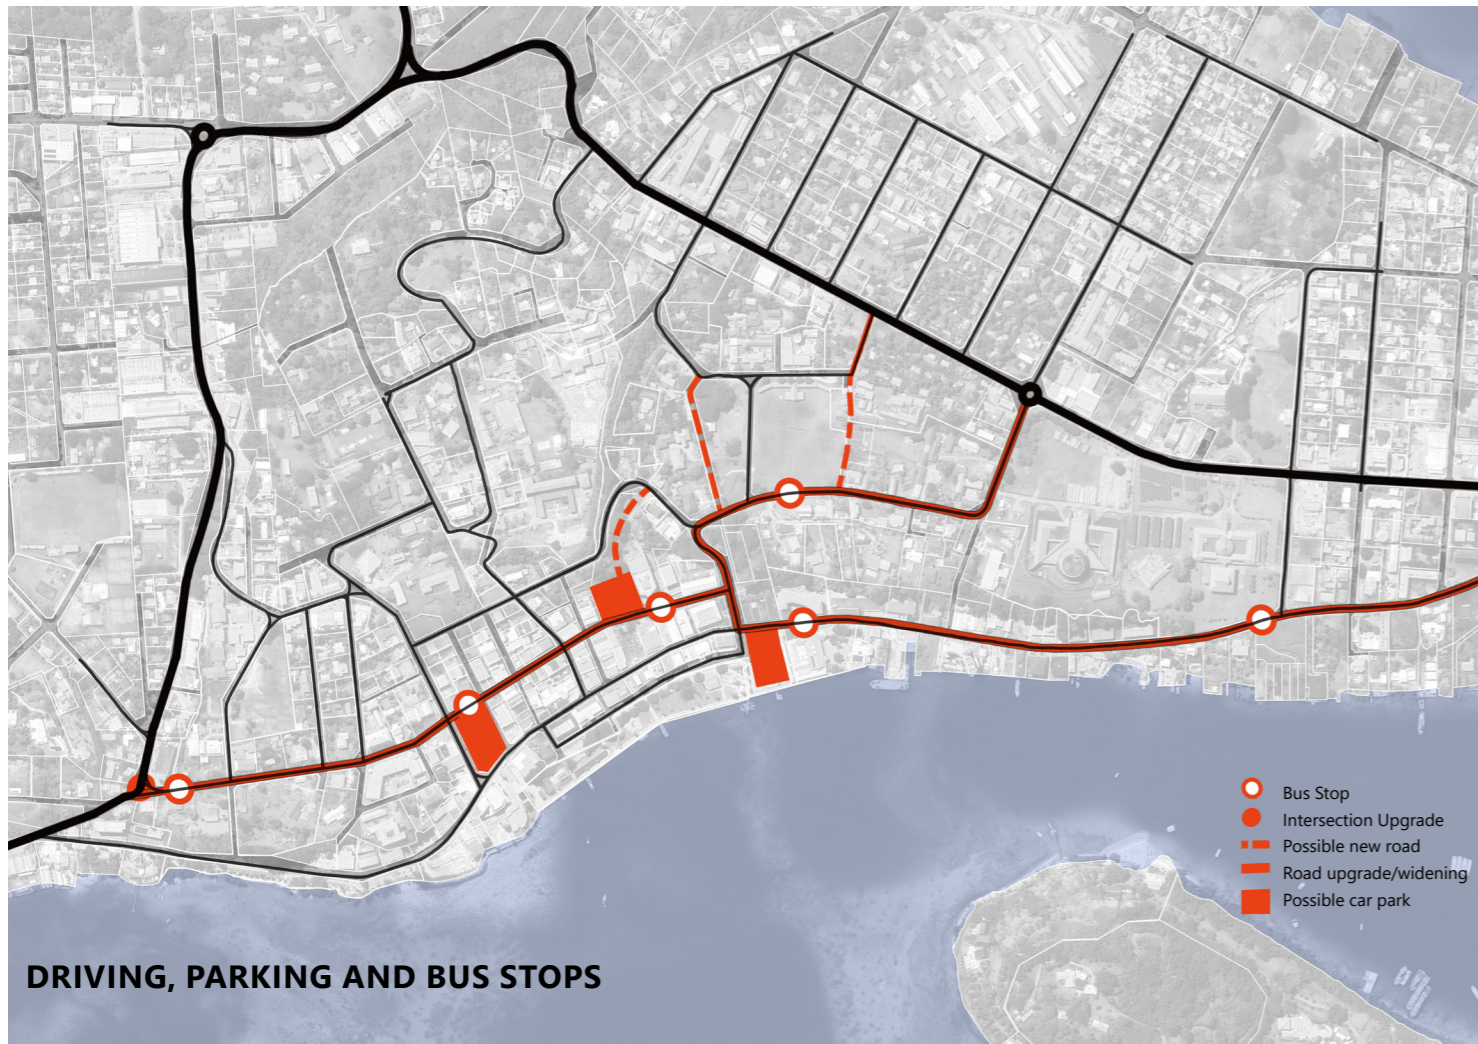 Bus Stop
Intersection Upgrade
Possible new road
Road upgrade/widening
Possible car park
DRIVING, PARKING AND BUS STOPS